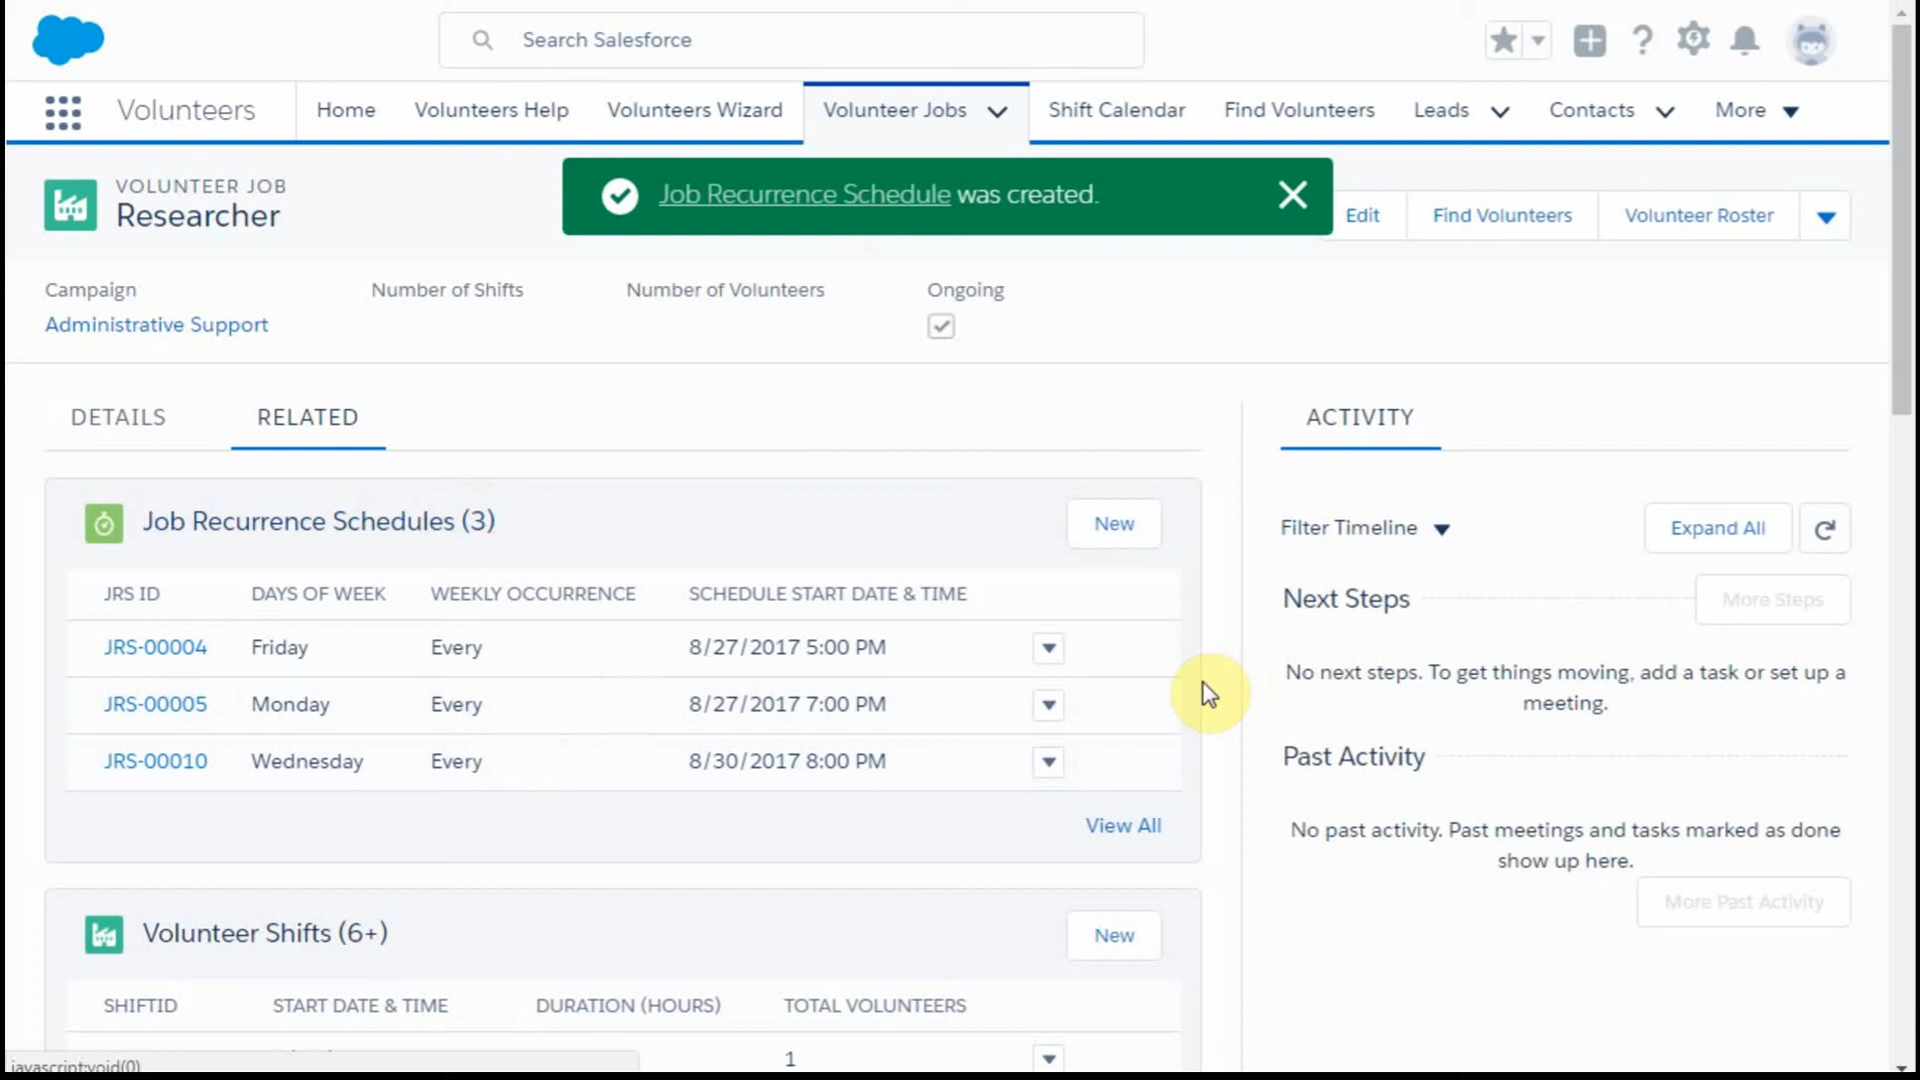 Search Salesforce
Volunteers
Home
Volunteers Help
Volunteers Wizard
Volunteer Jobs
Shift Calendar
Find Volunteers
Leads
Contacts
More
VOLUNTEER JOB
Researcher
Job Recurrence Schedule was created.
Edit
Find Volunteers
Volunteer Roster
Campaign
Number of Shifts
Number of Volunteers
Ongoing
Administrative Support
DETAILS
RELATED
ACTIVITY
Job Recurrence Schedules (3)
New
JRS ID DAYS OF WEEK WEEKLY OCCURRENCE SCHEDULE START DATE & TIME
JRS-00004 Friday Every 8/27/2017 5:00 PM
JRS-00005 Monday Every 8/27/2017 7:00 PM
JRS-00010 Wednesday Every 8/30/2017 8:00 PM
View All
Volunteer Shifts (6+)
New
SHIFTID START DATE & TIME DURATION (HOURS) TOTAL VOLUNTEERS
1
Filter Timeline
Expand All
Next Steps
More Steps
No next steps. To get things moving, add a task or set up a
meeting.
Past Activity
No past activity. Past meetings and tasks marked as done
show up here.
More Past Activity
javascript:void(0)